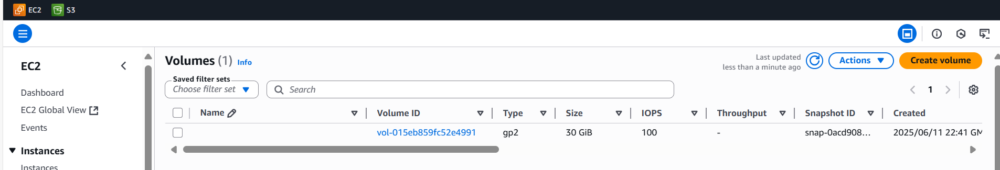 EC2 S3
EC2
Dashboard
EC2 Global View
Events
Instances
Instances
Volumes (1) Info
Last updated
less than a minute ago
Actions
Create volume
Saved filter sets
Choose filter set
Search
1
Name Volume ID Type Size IOPS Throughput Snapshot ID Created
vol-015eb859fc52e4991 gp2 30 GiB 100 - snap-0acd908... 2025/06/11 22:41 GM